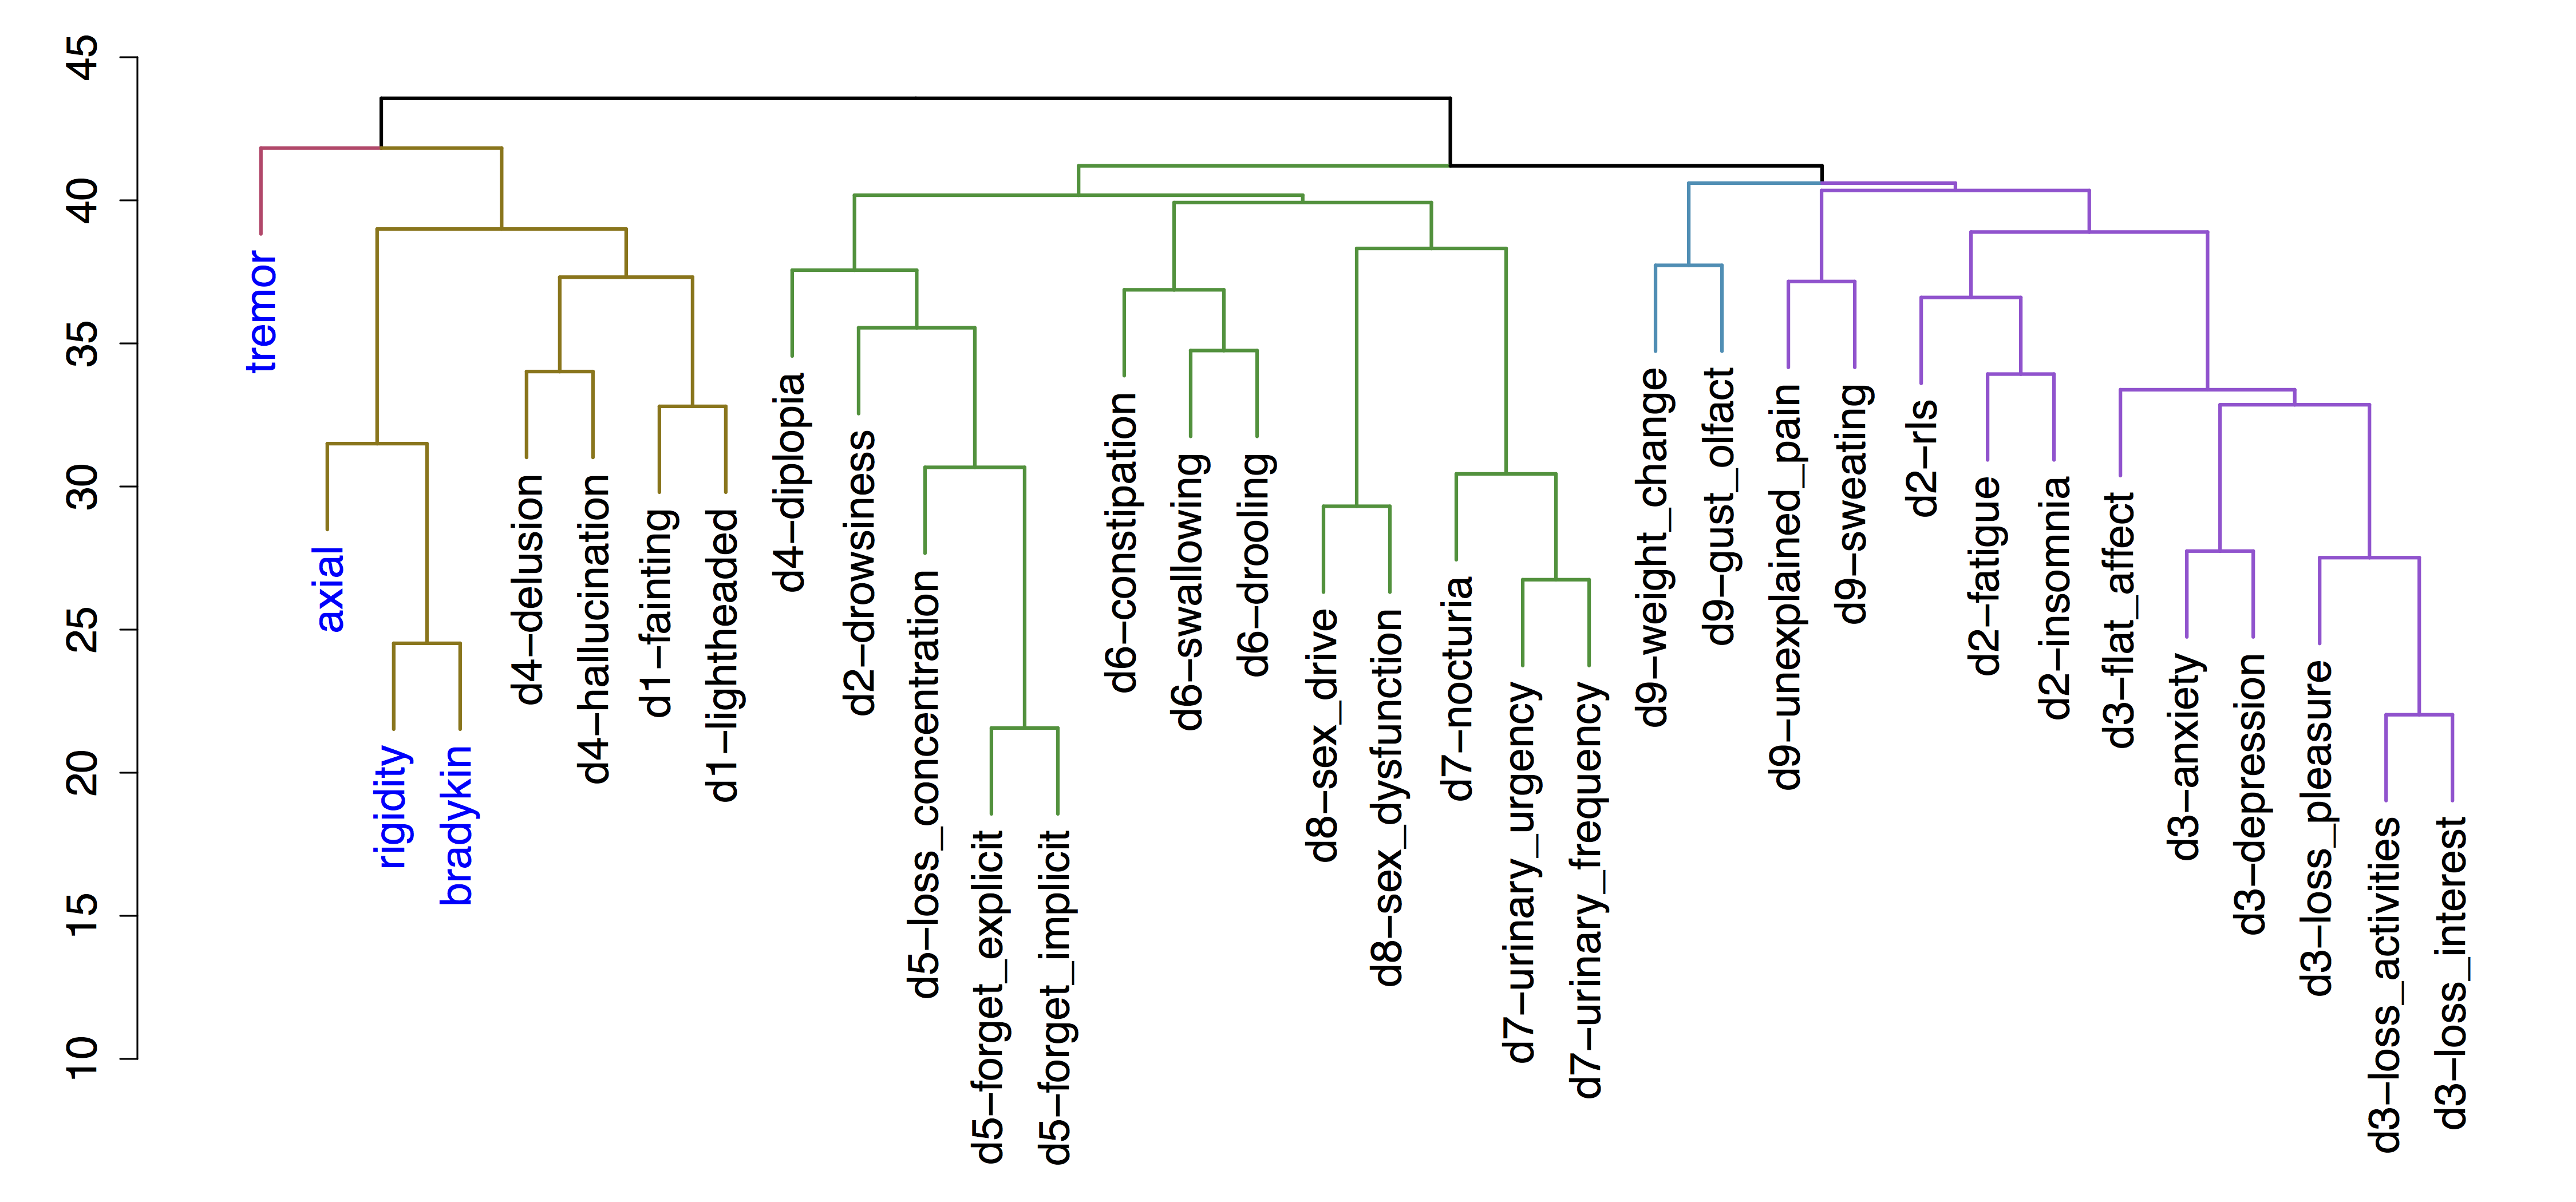 45
40
35
30
25
20
15
10
tremor
axial
rigidity
bradykin
d4−delusion
d4−hallucination
d1−fainting
d1−lightheaded
d4−diplopia
d2−drowsiness
d5−loss_concentration
d5−forget_explicit
d5−forget_implicit
d6−constipation
d6−swallowing
d6−drooling
d8−sex_drive
d8−sex_dysfunction
d7−nocturia
d7−urinary_urgency
d7−urinary_frequency
d9−weight_change
d9−gust_olfact
d9−unexplained_pain
d9−sweating
d2−rls
d2−fatigue
d2−insomnia
d3−flat_affect
d3−anxiety
d3−depression
d3−loss_pleasure
d3−loss_activities
d3−loss_interest